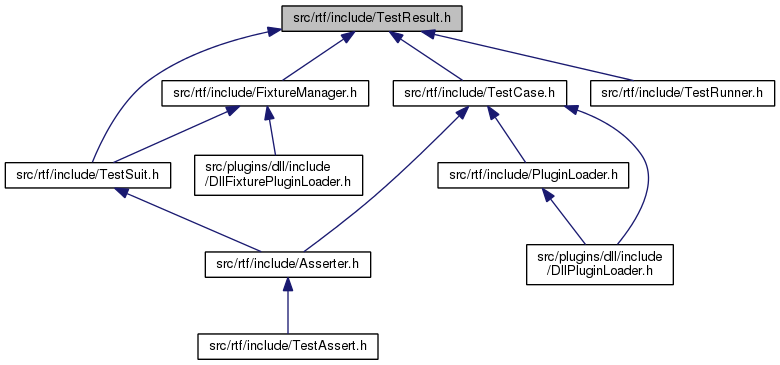 src/rtf/include/TestResult.h
src/rtf/include/FixtureManager.h
src/rtf/include/TestCase.h
src/rtf/include/TestRunner.h
src/rtf/include/TestSuit.h
src/plugins/dll/include
/DllFixturePluginLoader.h
src/rtf/include/PluginLoader.h
src/rtf/include/Asserter.h
src/plugins/dll/include
/DllPluginLoader.h
src/rtf/include/TestAssert.h